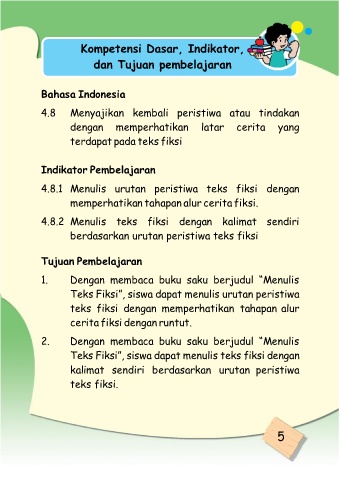 Kompetensi Dasar, Indikator,
dan Tujuan pembelajaran
Bahasa Indonesia
4.8 Menyajikan kembali peristiwa atau tindakan
dengan memperhatikan latar cerita yang
terdapat pada teks fiksi
Indikator Pembelajaran
4.8.1 Menulis urutan peristiwa teks fiksi dengan
memperhatikan tahapan alur cerita fiksi.
4.8.2 Menulis teks fiksi dengan kalimat sendiri
berdasarkan urutan peristiwa teks fiksi
Tujuan Pembelajaran
1. Dengan membaca buku saku berjudul “Menulis
Teks Fiksi”, siswa dapat menulis urutan peristiwa
teks fiksi dengan memperhatikan tahapan alur
cerita fiksi dengan runtut.
2. Dengan membaca buku saku berjudul “Menulis
Teks Fiksi”, siswa dapat menulis teks fiksi dengan
kalimat sendiri berdasarkan urutan peristiwa
teks fiksi.
5